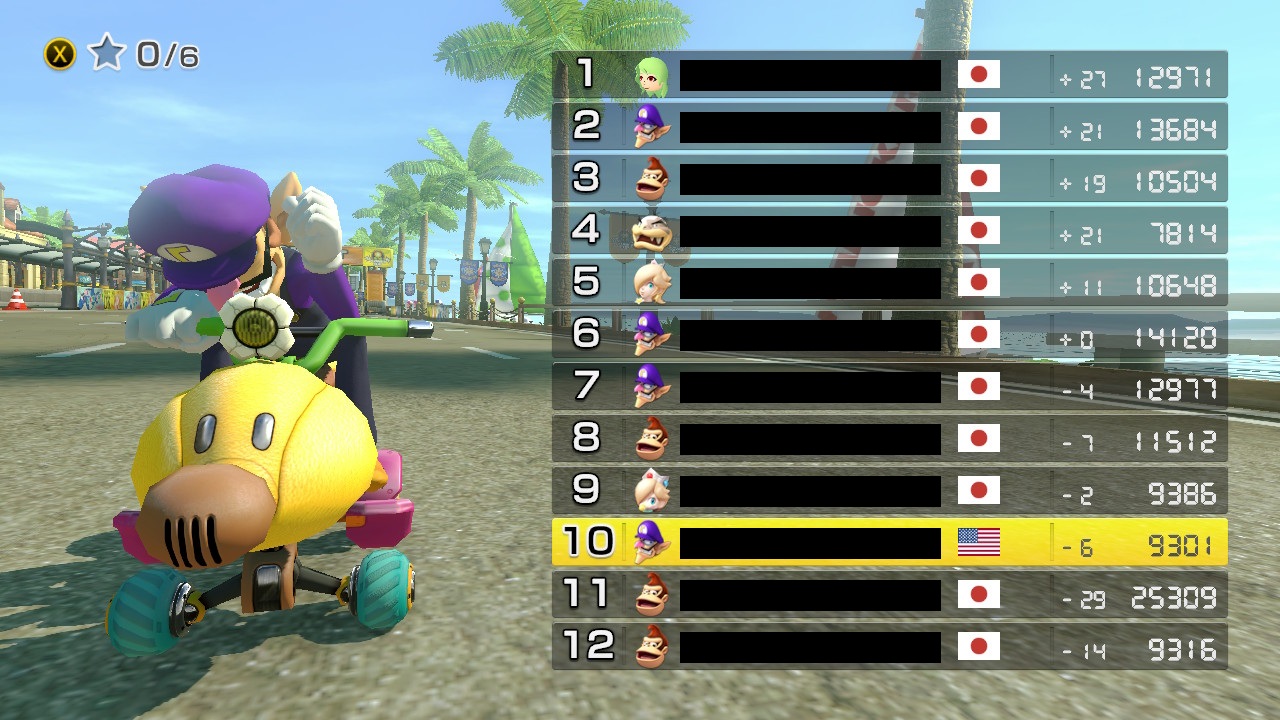 X 0/6
1 + 27 12971
2 + 21 13684
3 + 19 10504
4 + 21 7814
5 + 11 10648
6 + 0 14120
7 - 4 12977
8 - 7 11512
9 - 2 9386
10 - 6 9301
11 - 29 25309
12 - 14 9316